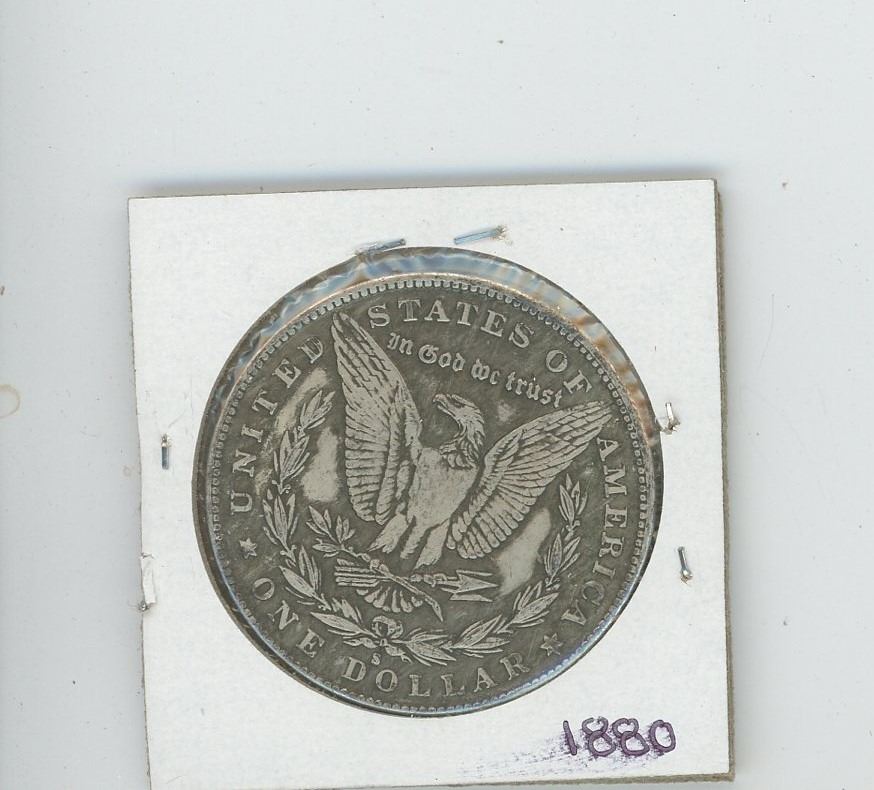 UNITED STATES OF AMERICA
In God we trust
S
ONE DOLLAR
1880